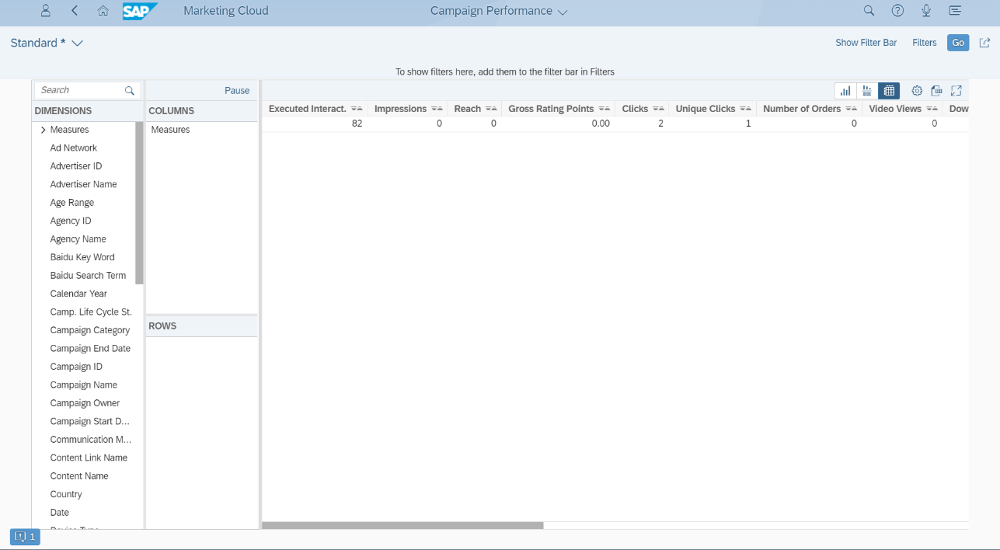 SAP Marketing Cloud Campaign Performance
Standard * Show Filter Bar Filters Go
To show filters here, add them to the filter bar in Filters
Search Pause
DIMENSIONS
Measures
Ad Network
Advertiser ID
Advertiser Name
Age Range
Agency ID
Agency Name
Baidu Key Word
Baidu Search Term
Calendar Year
Camp. Life Cycle St.
Campaign Category
Campaign End Date
Campaign ID
Campaign Name
Campaign Owner
Campaign Start D...
Communication M...
Content Link Name
Content Name
Country
Date
COLUMNS
Measures
ROWS
Executed Interact. Impressions Reach Gross Rating Points Clicks Unique Clicks Number of Orders Video Views Dow
82 0 0 0.00 2 1 0 0
1